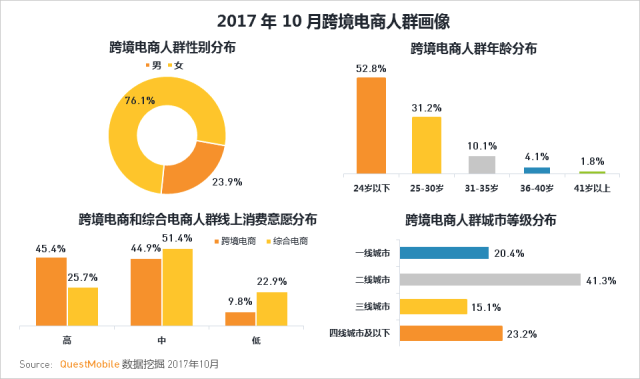 2017 年 10 月跨境电商人群画像
跨境电商人群性别分布
男 女
76.1%
23.9%
跨境电商人群年龄分布
52.8%
31.2%
10.1%
4.1%
1.8%
24岁以下 25-30岁 31-35岁 36-40岁 41岁以上
跨境电商和综合电商人群线上消费意愿分布
跨境电商 综合电商
45.4%
25.7%
44.9%
51.4%
9.8%
22.9%
高 中 低
跨境电商人群城市等级分布
一线城市 20.4%
二线城市 41.3%
三线城市 15.1%
四线城市及以下 23.2%
Source: QuestMobile 数据挖掘 2017年10月